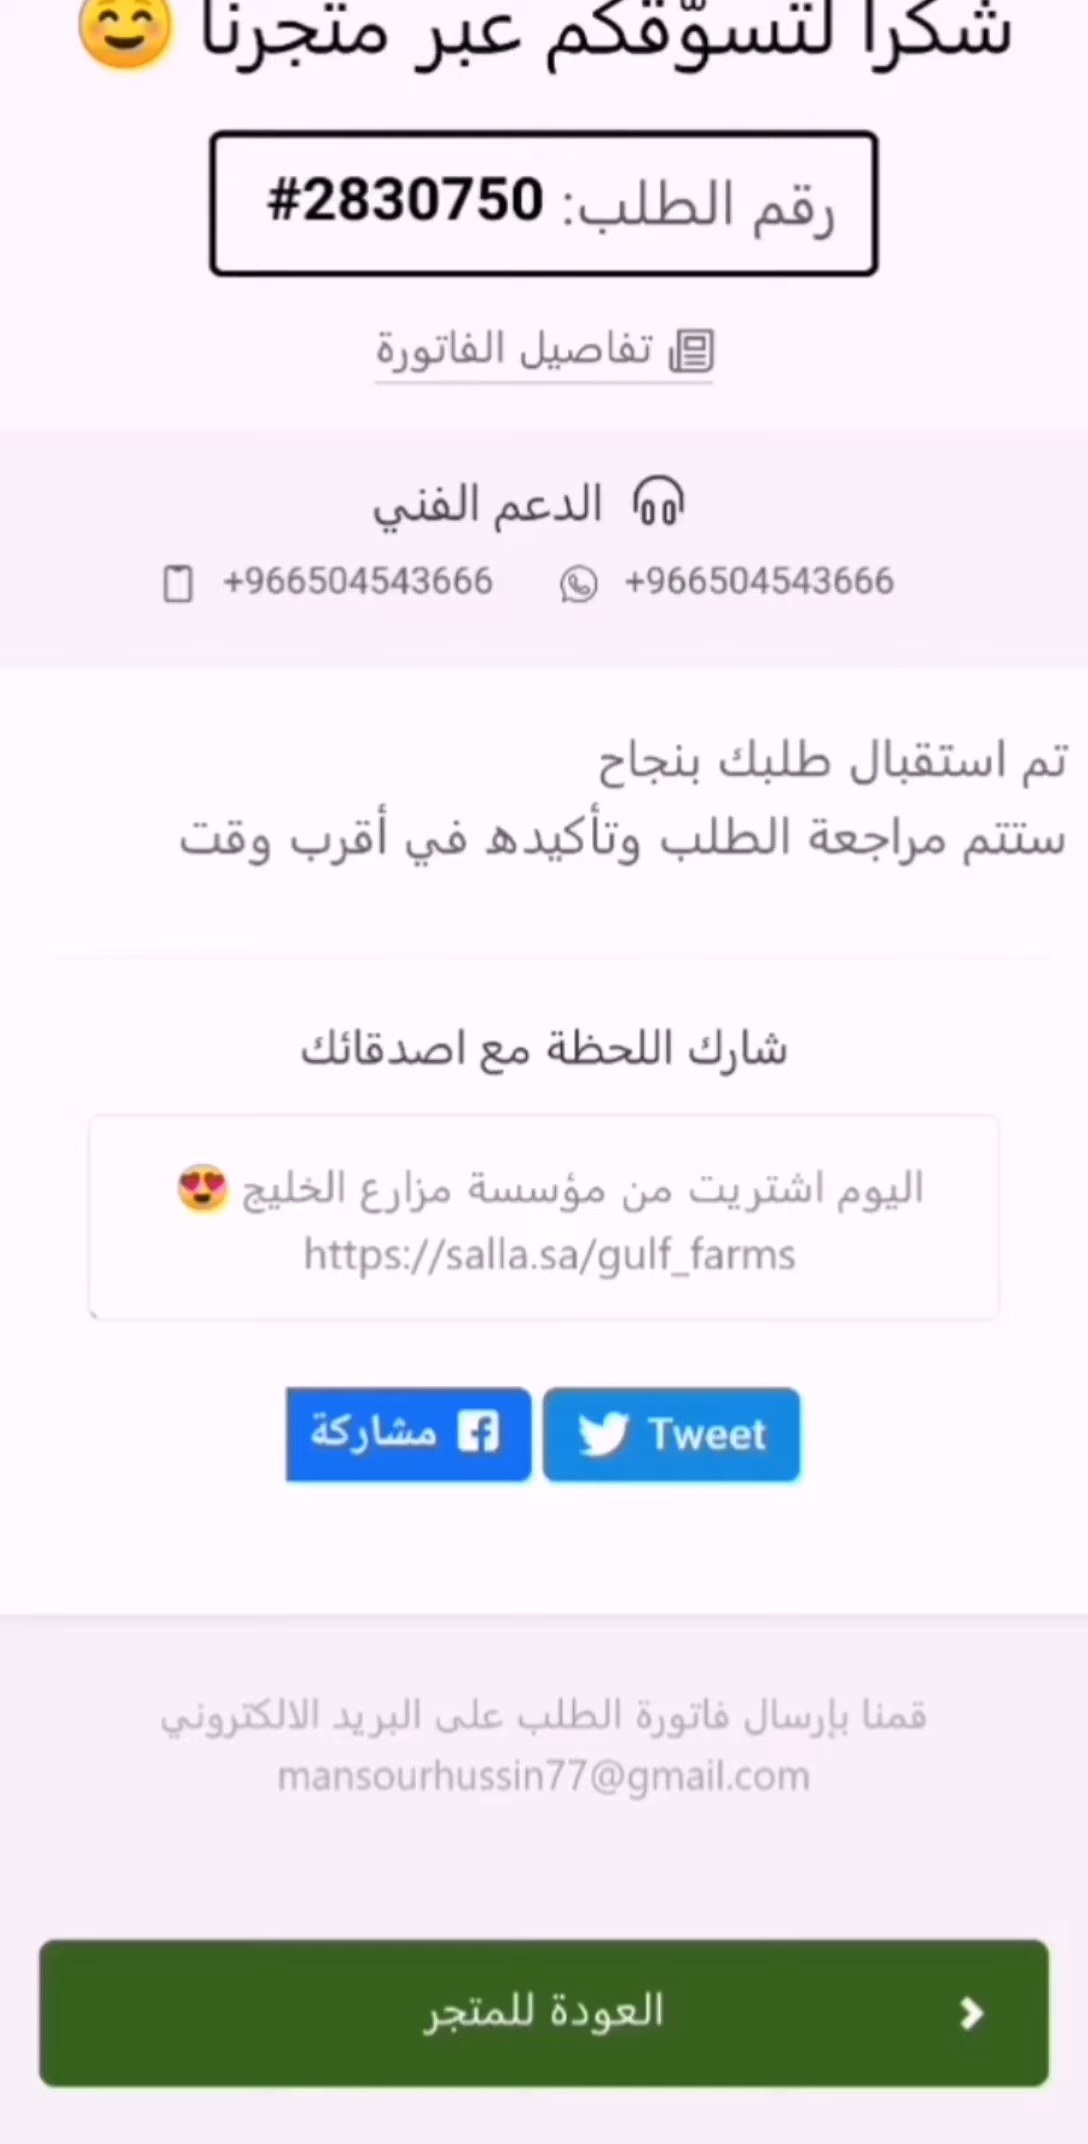 شكراً لتسوّقكم عبر متجرنا 😊
رقم الطلب: #2830750
تفاصيل الفاتورة
الدعم الفني
+966504543666 +966504543666
تم استقبال طلبك بنجاح
ستتم مراجعة الطلب وتأكيده في أقرب وقت
شارك اللحظة مع اصدقائك
اليوم اشتريت من مؤسسة مزارع الخليج 😍
https://salla.sa/gulf_farms
Tweet مشاركة
قمنا بإرسال فاتورة الطلب على البريد الالكتروني
mansourhussin77@gmail.com
العودة للمتجر